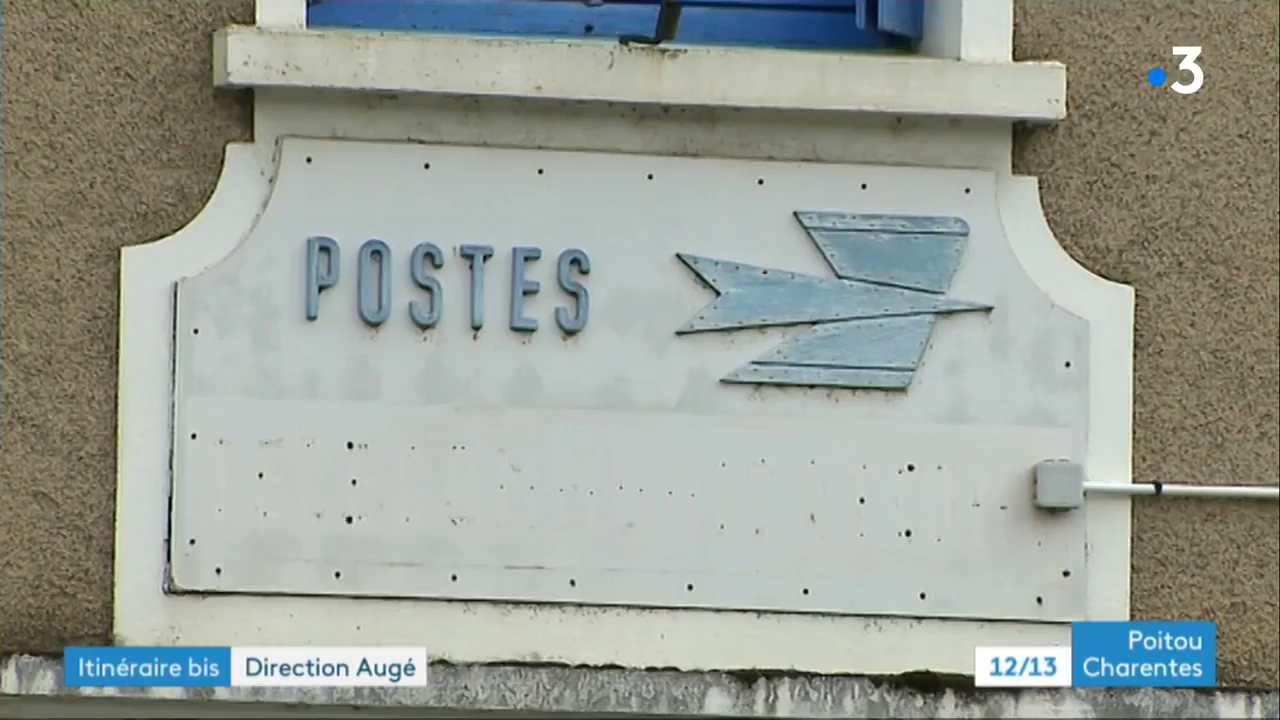 3
POSTES
Itinéraire bis
Direction Augé
12/13
Poitou
Charentes